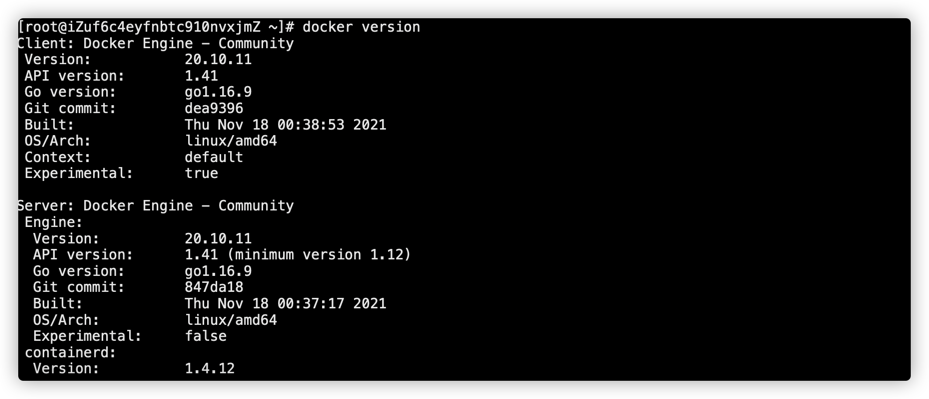 [root@iZuf6c4eyfnbtc910nvxjmZ ~]# docker version
Client: Docker Engine – Community
 Version:           20.10.11
 API version:       1.41
 Go version:        go1.16.9
 Git commit:        dea9396
 Built:             Thu Nov 18 00:38:53 2021
 OS/Arch:           linux/amd64
 Context:           default
 Experimental:      true

Server: Docker Engine – Community
 Engine:
  Version:          20.10.11
  API version:      1.41 (minimum version 1.12)
  Go version:       go1.16.9
  Git commit:       847da18
  Built:            Thu Nov 18 00:37:17 2021
  OS/Arch:          linux/amd64
  Experimental:     false
 containerd:
  Version:          1.4.12